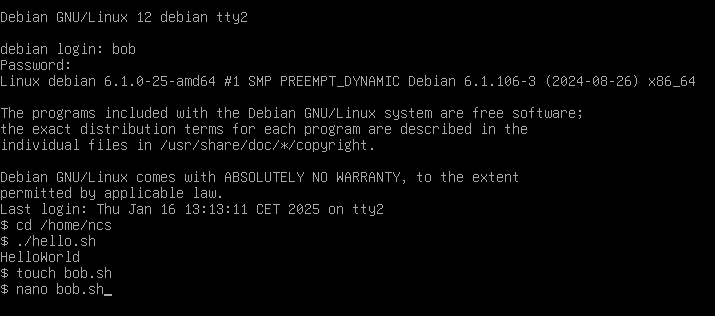 Debian GNU/Linux 12 debian tty2
debian login: bob
Password:
Linux debian 6.1.0-25-amd64 #1 SMP PREEMPT_DYNAMIC Debian 6.1.106-3 (2024-08-26) x86_64
The programs included with the Debian GNU/Linux system are free software;
the exact distribution terms for each program are described in the
individual files in /usr/share/doc/*/copyright.
Debian GNU/Linux comes with ABSOLUTELY NO WARRANTY, to the extent
permitted by applicable law.
Last login: Thu Jan 16 13:13:11 CET 2025 on tty2
$ cd /home/ncs
$ ./hello.sh
HelloWorld
$ touch bob.sh
$ nano bob.sh_